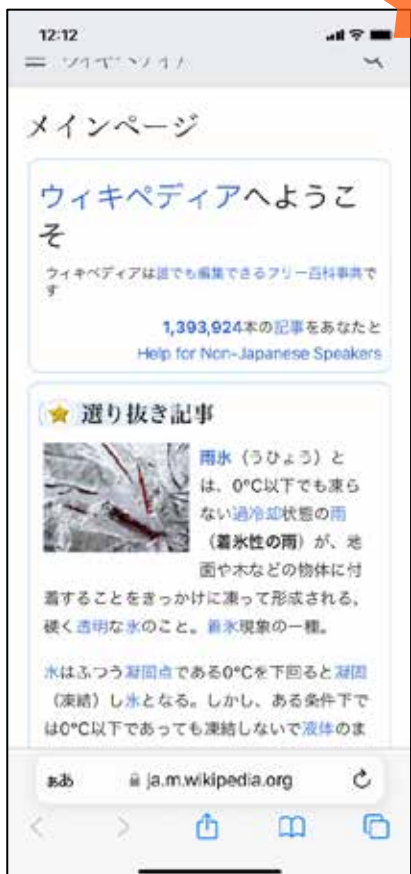 12:12
メインページ
ウィキペディアへようこ
そ
ウィキペディアは誰でも編集できるフリー百科事典で
す
1,393,924本の記事をあなたと
Help for Non-Japanese Speakers
選り抜き記事
雨氷（うひょう）と
は、0℃以下でも凍ら
ない過冷却状態の雨
（着氷性の雨）が、地
面や木などの物体に付
着することをきっかけに凍って形成される、
硬く透明な氷のこと。着氷現象の一種。
水はふつう凝固点である0℃を下回ると凝固
（凍結）し氷となる。しかし、ある条件下で
は0℃以下であっても凍結しないで液体のま
ぁあ ja.m.wikipedia.org